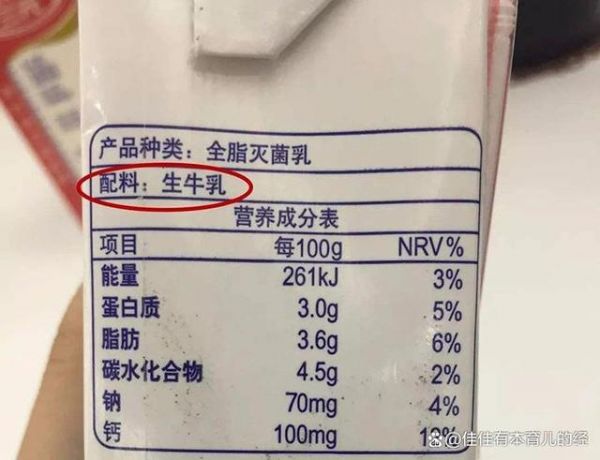 产品种类：全脂灭菌乳
配料：生牛乳
营养成分表
项目 每100g NRV%
能量 261kJ 3%
蛋白质 3.0g 5%
脂肪 3.6g 6%
碳水化合物 4.5g 2%
钠 70mg 4%
钙 100mg
@佳佳有本育儿的经